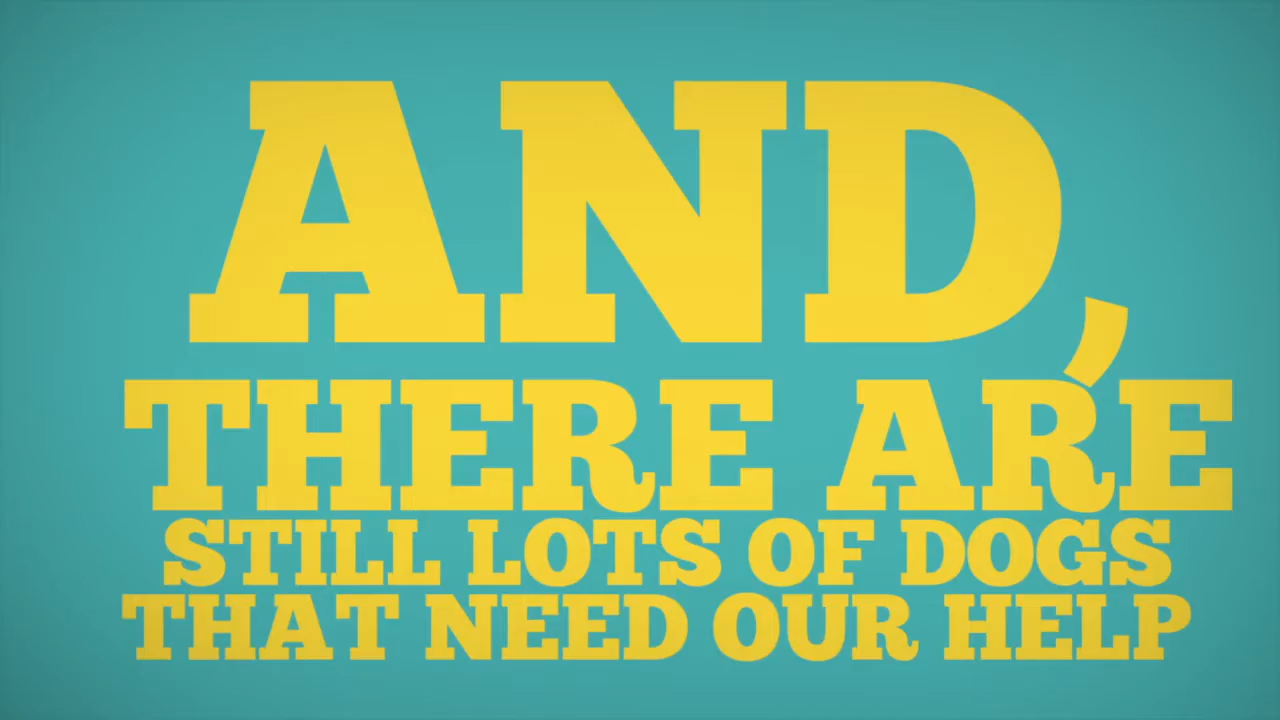 AND,
THERE ARE
STILL LOTS OF DOGS
THAT NEED OUR HELP